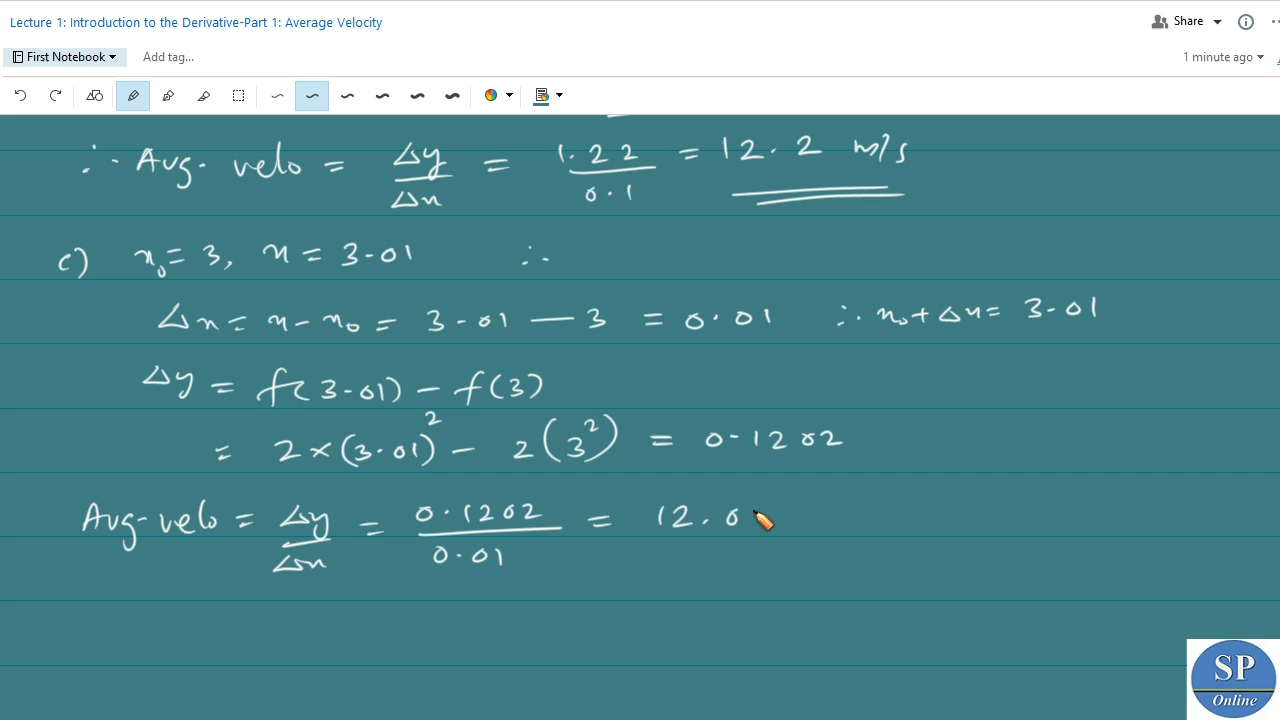 Lecture 1: Introduction to the Derivative-Part 1: Average Velocity
Share
First Notebook Add tag... 1 minute ago
∴ Avg. velo = Δy/Δx = 1.22/0.1 = 12.2 m/s
c) x₀ = 3, x = 3.01 ∴
Δx = x - x₀ = 3.01 - 3 = 0.01 ∴ x₀ + Δx = 3.01
Δy = f(3.01) - f(3)
= 2 × (3.01)² - 2(3²) = 0.1202
Avg-velo = Δy/Δx = 0.1202/0.01 = 12.0
SP
Online